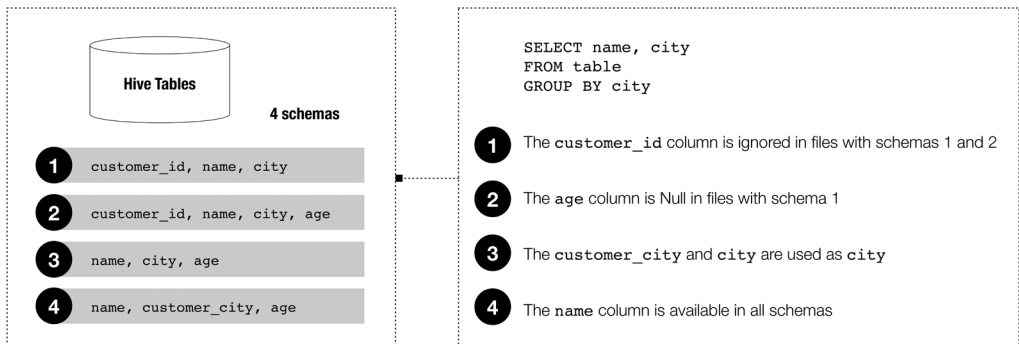 Hive Tables
4 schemas
1 customer_id, name, city
2 customer_id, name, city, age
3 name, city, age
4 name, customer_city, age
SELECT name, city
FROM table
GROUP BY city
1 The customer_id column is ignored in files with schemas 1 and 2
2 The age column is Null in files with schema 1
3 The customer_city and city are used as city
4 The name column is available in all schemas